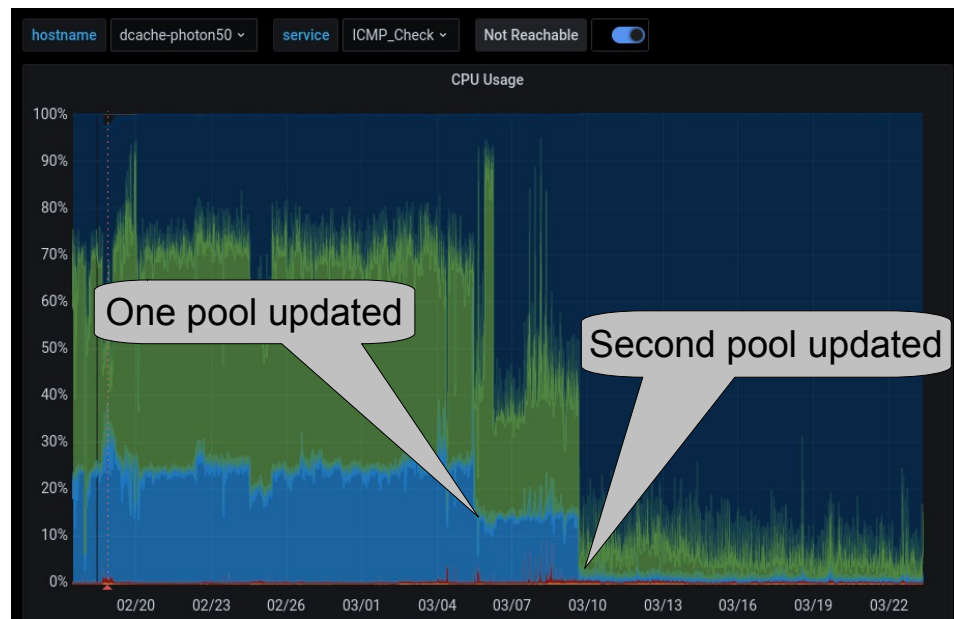 hostname dcache-photon50 service ICMP_Check Not Reachable
CPU Usage
100%
90%
80%
70%
60%
One pool updated
50%
Second pool updated
40%
30%
20%
10%
0%
02/20 02/23 02/26 03/01 03/04 03/07 03/10 03/13 03/16 03/19 03/22